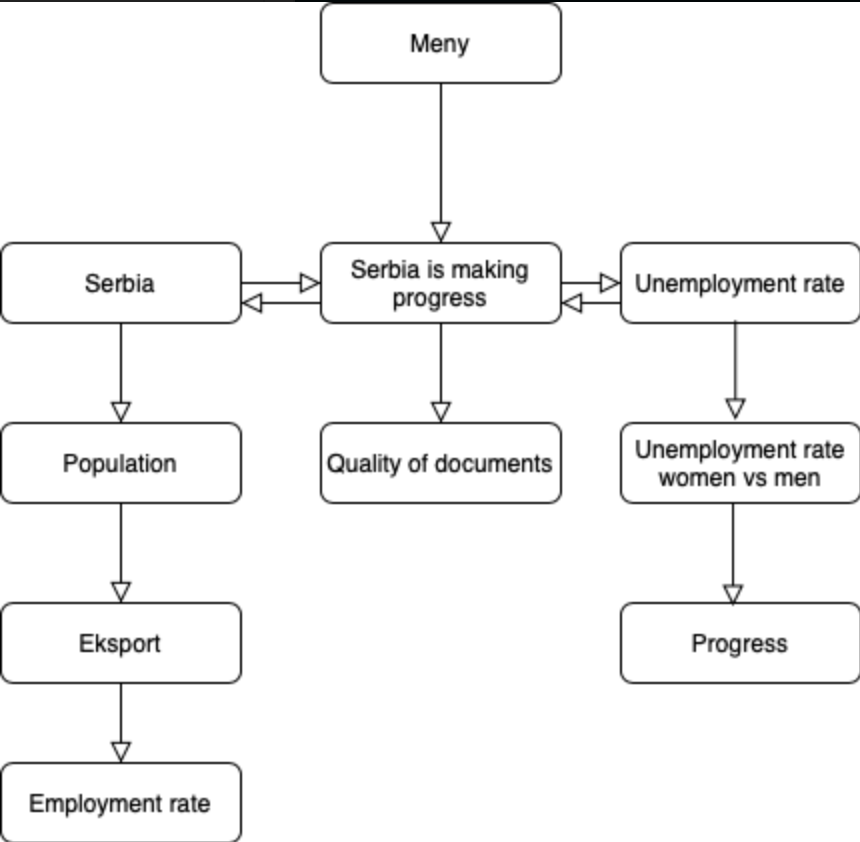 Meny
Serbia
Serbia is making
progress
Unemployment rate
Population
Quality of documents
Unemployment rate
women vs men
Eksport
Progress
Employment rate